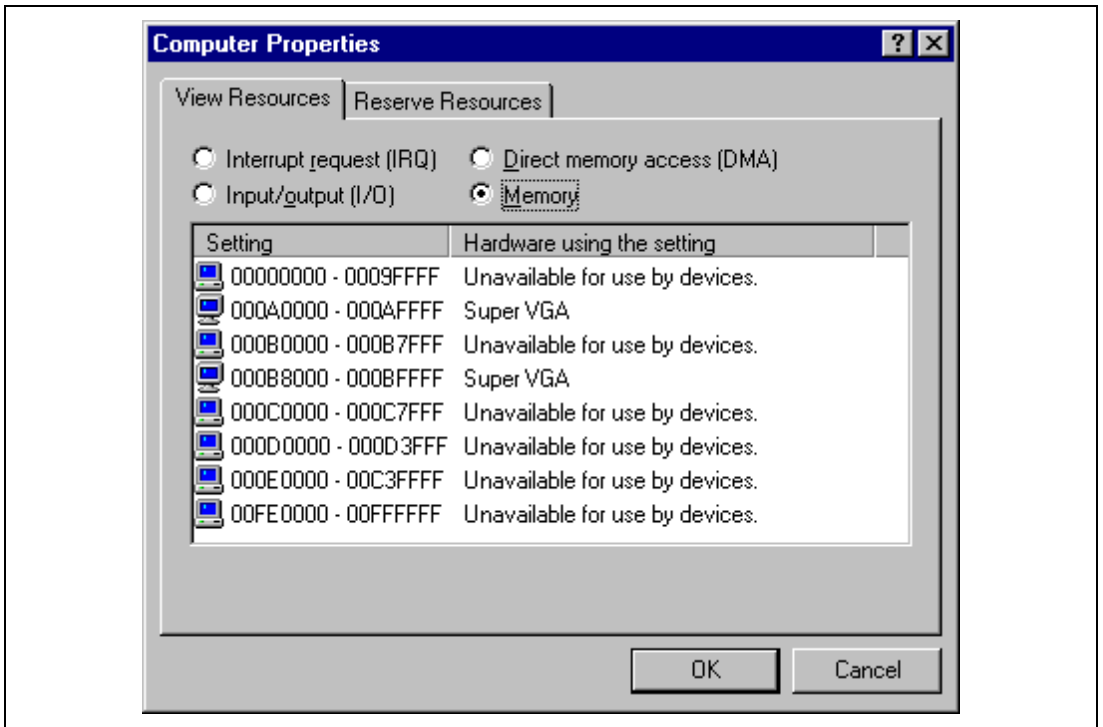 Computer Properties
View Resources Reserve Resources
Interrupt request (IRQ) Direct memory access (DMA)
Input/output (I/O) Memory
Setting Hardware using the setting
00000000 - 0009FFFF Unavailable for use by devices.
000A0000 - 000AFFFF Super VGA
000B0000 - 000B7FFF Unavailable for use by devices.
000B8000 - 000BFFFF Super VGA
000C0000 - 000C7FFF Unavailable for use by devices.
000D0000 - 000D3FFF Unavailable for use by devices.
000E0000 - 00C3FFFF Unavailable for use by devices.
00FE0000 - 00FFFFFF Unavailable for use by devices.
OK Cancel